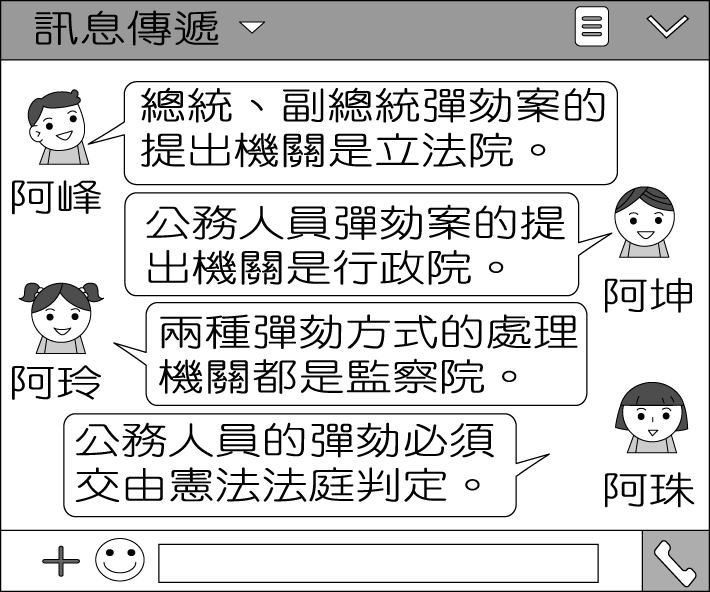 訊息傳遞
總統、副總統彈劾案的
提出機關是立法院。
阿峰
公務人員彈劾案的提
出機關是行政院。
阿坤
兩種彈劾方式的處理
機關都是監察院。
阿玲
公務人員的彈劾必須
交由憲法法庭判定。
阿珠